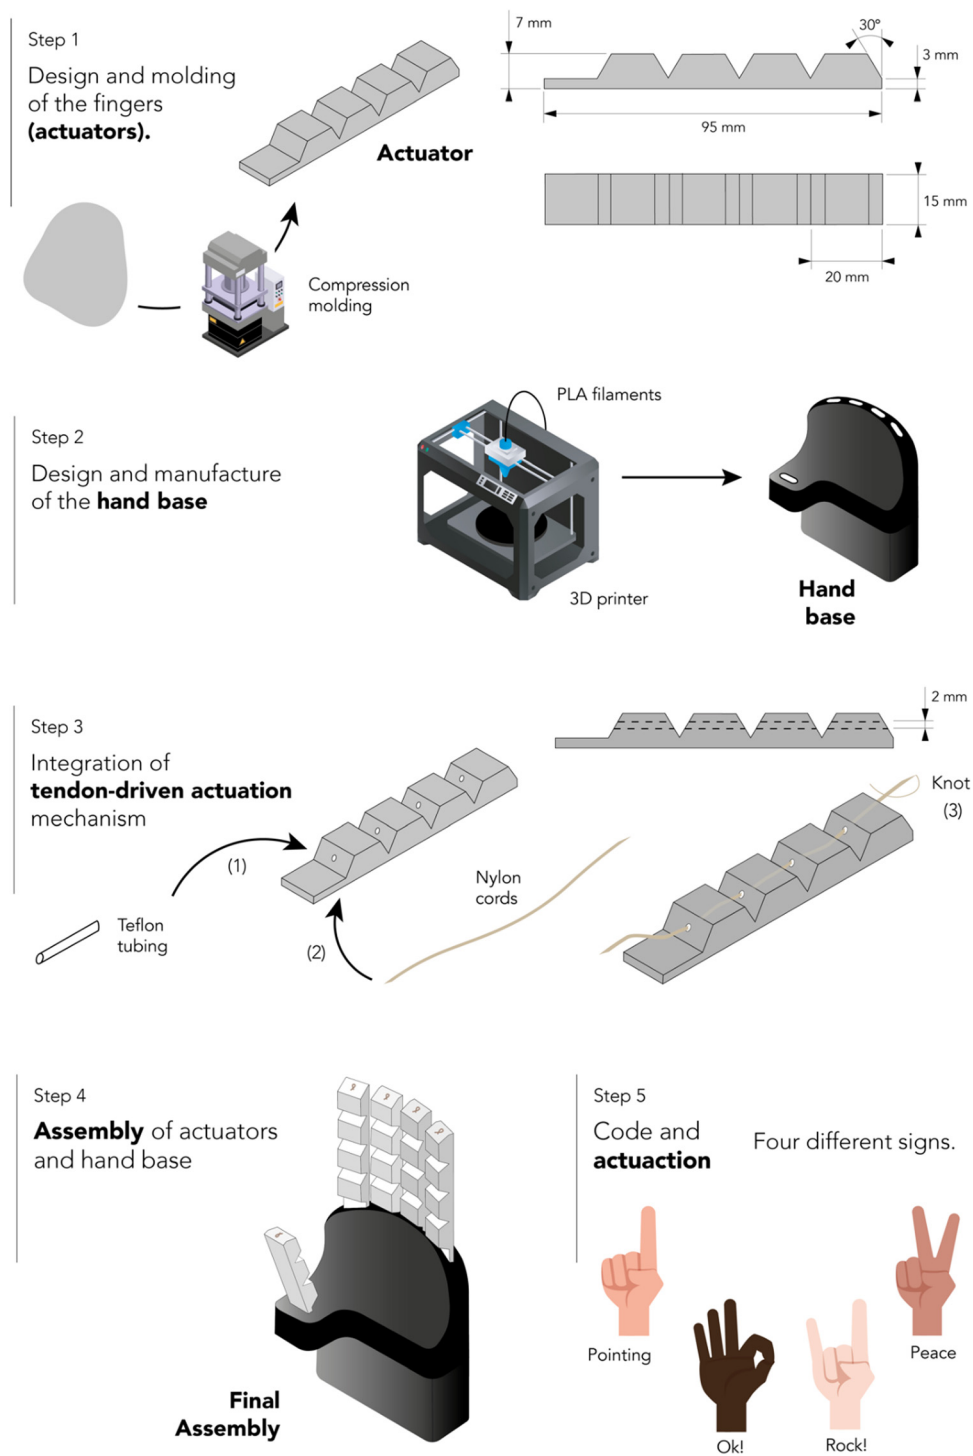 Step 1
Design and molding
of the fingers
(actuators).
Actuator
7 mm
30°
3 mm
95 mm
15 mm
20 mm
Compression
molding
Step 2
Design and manufacture
of the hand base
PLA filaments
3D printer
Hand
base
Step 3
Integration of
tendon-driven actuation
mechanism
2 mm
(1)
Teflon
tubing
(2)
Nylon
cords
Knot
(3)
Step 4
Assembly of actuators
and hand base
Final
Assembly
Step 5
Code and
actuaction
Four different signs.
Pointing
Ok!
Rock!
Peace